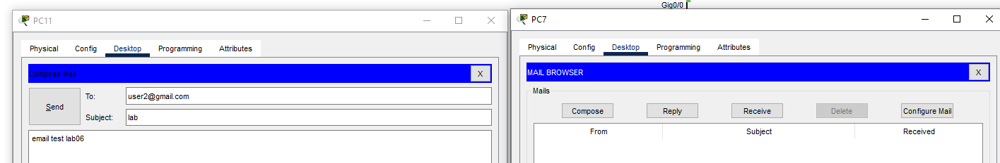 Gig0/0
PC11
Physical Config Desktop Programming Attributes
Compose Mail
X
Send
To:
user2@gmail.com
Subject:
lab
email test lab06
PC7
Physical Config Desktop Programming Attributes
MAIL BROWSER
X
Mails
Compose Reply Receive Delete Configure Mail
From Subject Received